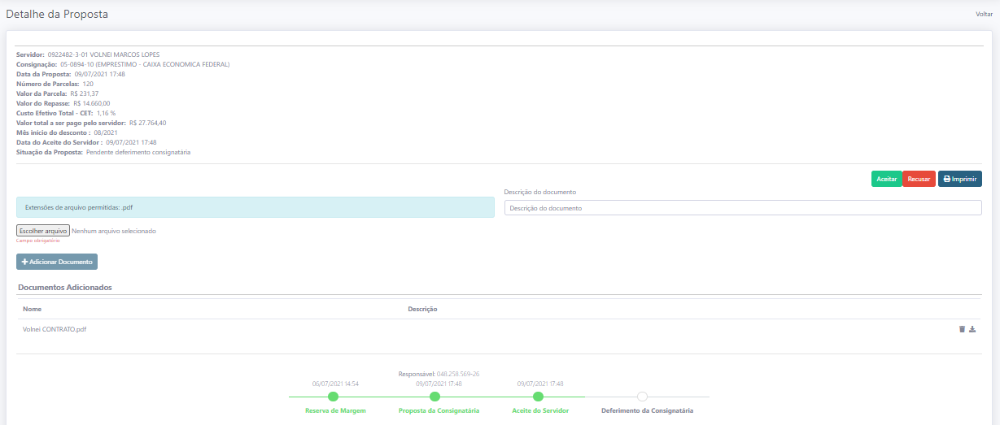 Detalhe da Proposta
Voltar
Servidor: 0922482-3-01 VOLNEI MARCOS LOPES
Consignação: 05-0894-10 (EMPRESTIMO - CAIXA ECONOMICA FEDERAL)
Data da Proposta: 09/07/2021 17:48
Número de Parcelas: 120
Valor da Parcela: R$ 231,37
Valor do Repasse: R$ 14.660,00
Custo Efetivo Total - CET: 1,16 %
Valor total a ser pago pelo servidor: R$ 27.764,40
Mês inicio do desconto : 08/2021
Data do Aceite do Servidor : 09/07/2021 17:48
Situação da Proposta: Pendente deferimento consignatária
Aceitar Recusar Imprimir
Descrição do documento
Extensões de arquivo permitidas: .pdf
Descrição do documento
Escolher arquivo Nenhum arquivo selecionado
Campo obrigatório
Adicionar Documento
Documentos Adicionados
Nome Descrição
Volnei CONTRATO.pdf
Responsável: 048.258.569-26
06/07/2021 14:54 09/07/2021 17:48 09/07/2021 17:48
Reserva de Margem Proposta da Consignatária Aceite do Servidor Deferimento da Consignatária